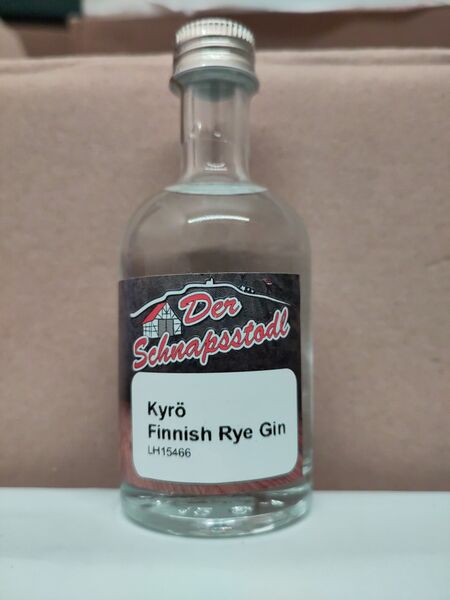 Der
Schnapsstodl
Kyrö
Finnish Rye Gin
LH15466